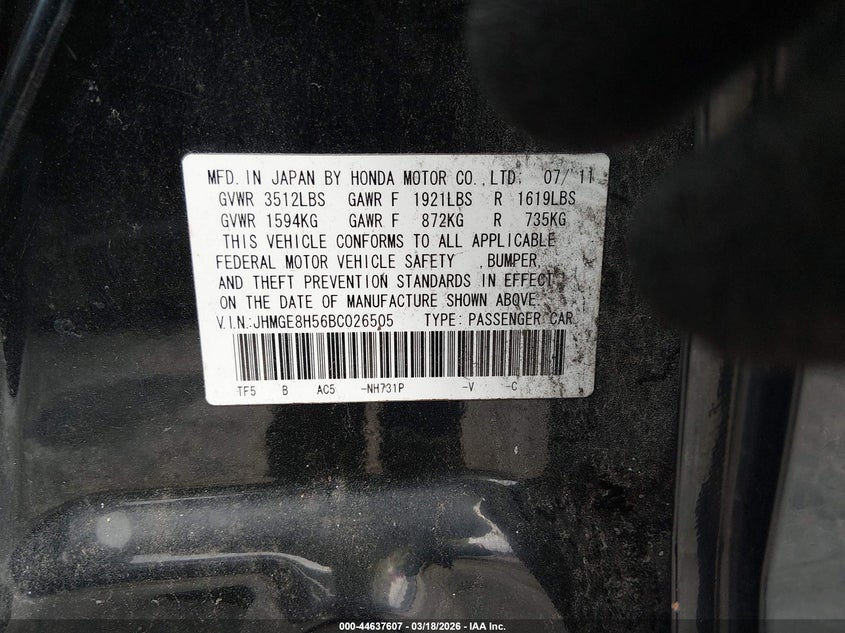 MFD. IN JAPAN BY HONDA MOTOR CO.,LTD. 07/'11
GVWR 3512LBS GAWR F 1921LBS R 1619LBS
GVWR 1594KG GAWR F 872KG R 735KG
THIS VEHICLE CONFORMS TO ALL APPLICABLE
FEDERAL MOTOR VEHICLE SAFETY ,BUMPER,
AND THEFT PREVENTION STANDARDS IN EFFECT
ON THE DATE OF MANUFACTURE SHOWN ABOVE.
V.I.N.:JHMGE8H56BC026505 TYPE: PASSENGER CAR
TF5 B AC5 -NH731P -V -C
000-44637607 - 03/18/2026 - IAA Inc.